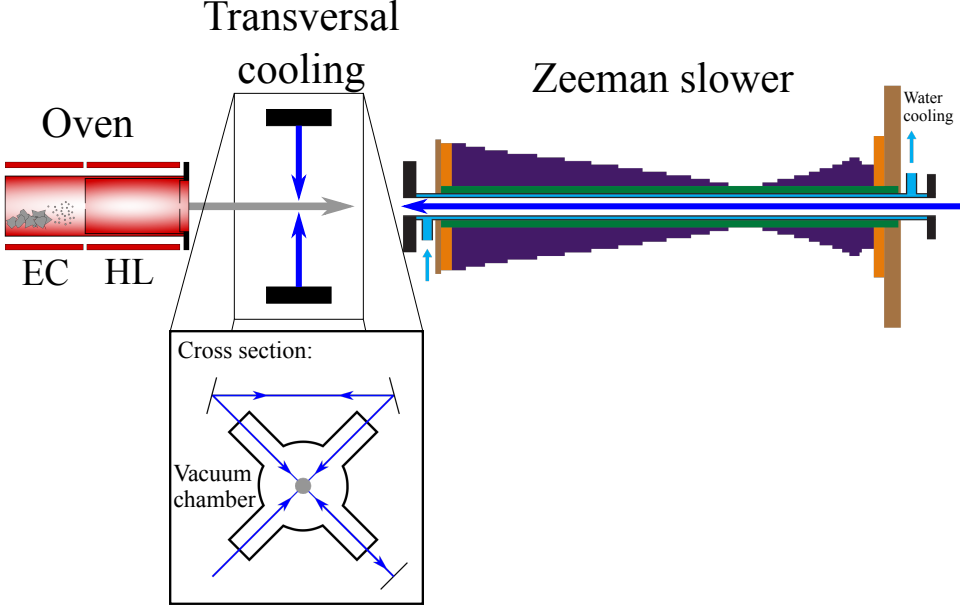 Transversal
cooling
Zeeman slower
Water
cooling
Oven
EC
HL
Cross section:
Vacuum
chamber